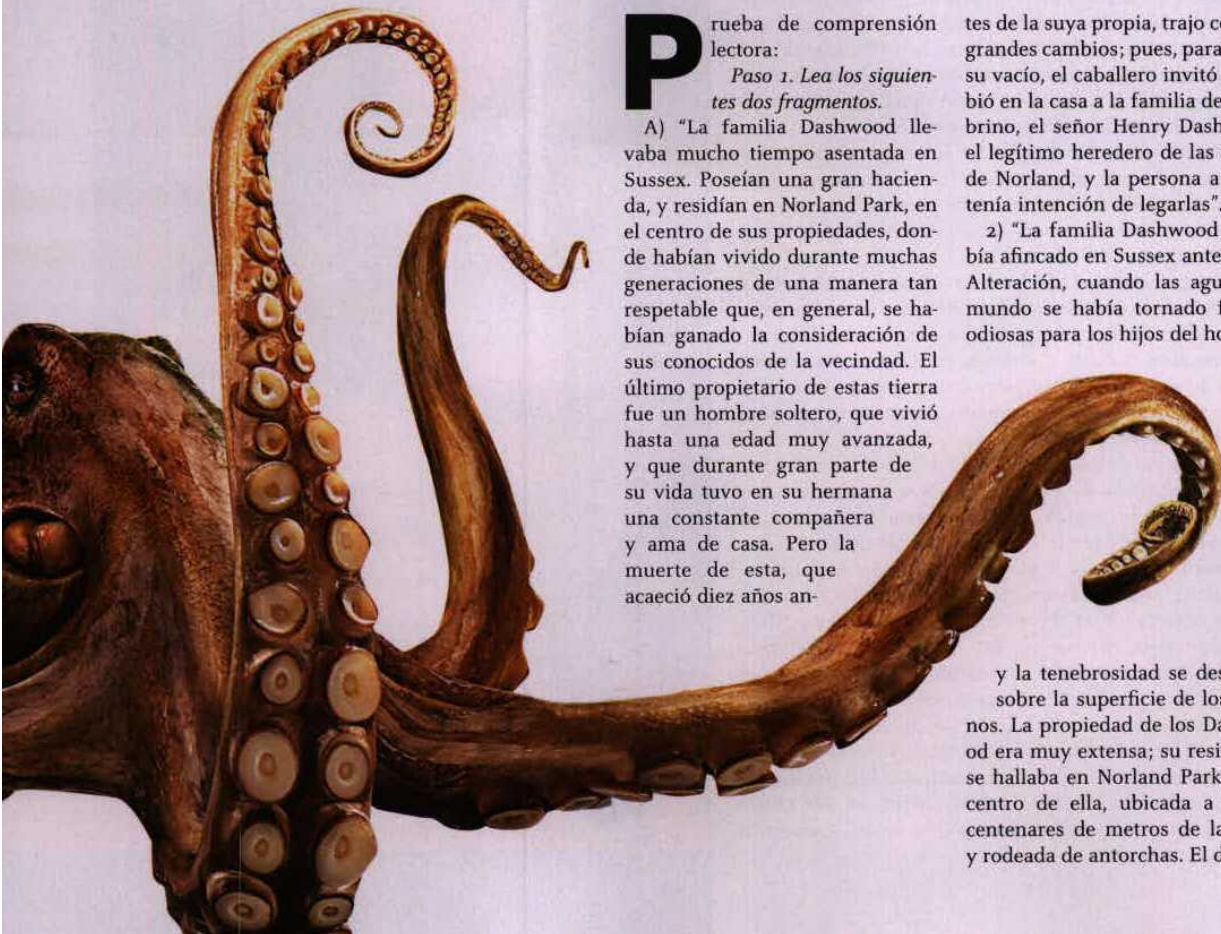 Prueba de comprensión
lectora:
Paso 1. Lea los siguien-
tes dos fragmentos.
A) “La familia Dashwood lle-
vaba mucho tiempo asentada en
Sussex. Poseían una gran hacien-
da, y residían en Norland Park, en
el centro de sus propiedades, don-
de habían vivido durante muchas
generaciones de una manera tan
respetable que, en general, se ha-
bían ganado la consideración de
sus conocidos de la vecindad. El
último propietario de estas tierra
fue un hombre soltero, que vivió
hasta una edad muy avanzada,
y que durante gran parte de
su vida tuvo en su hermana
una constante compañera
y ama de casa. Pero la
muerte de esta, que
acaeció diez años an-
tes de la suya propia, trajo
grandes cambios; pues, para
su vacío, el caballero invitó
bió en la casa a la familia de
brino, el señor Henry
el legítimo heredero de las
de Norland, y la persona a
tenía intención de legarlas”.
2) “La familia Dashwood
bía afincado en Sussex
Alteración, cuando las
mundo se había tornado
odiosas para los hijos del
y la tenebrosidad se
sobre la superficie de
nos. La propiedad de los
od era muy extensa; su
se hallaba en Norland Park
centro de ella, ubicada a
centenares de metros de
y rodeada de antorchas. El